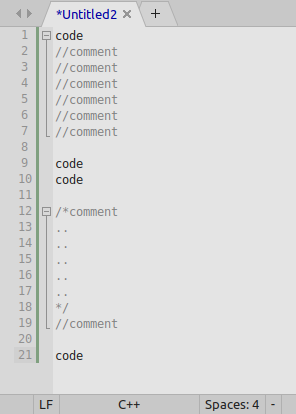 *Untitled2 × +
1 code
2 //comment
3 //comment
4 //comment
5 //comment
6 //comment
7 //comment
8
9 code
10 code
11
12 /*comment
13 ..
14 ..
15 ..
16 ..
17 ..
18 */
19 //comment
20
21 code
LF C++ Spaces: 4 -